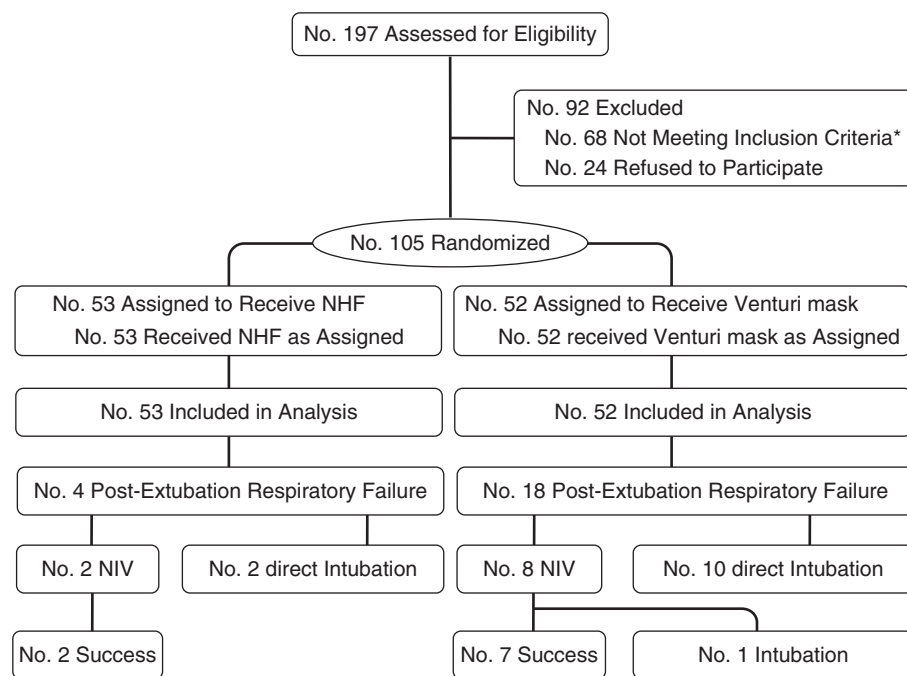 No. 197 Assessed for Eligibility
No. 92 Excluded
No. 68 Not Meeting Inclusion Criteria*
No. 24 Refused to Participate
No. 105 Randomized
No. 53 Assigned to Receive NHF
No. 53 Received NHF as Assigned
No. 52 Assigned to Receive Venturi mask
No. 52 received Venturi mask as Assigned
No. 53 Included in Analysis
No. 52 Included in Analysis
No. 4 Post-Extubation Respiratory Failure
No. 18 Post-Extubation Respiratory Failure
No. 2 NIV
No. 2 direct Intubation
No. 8 NIV
No. 10 direct Intubation
No. 2 Success
No. 7 Success
No. 1 Intubation